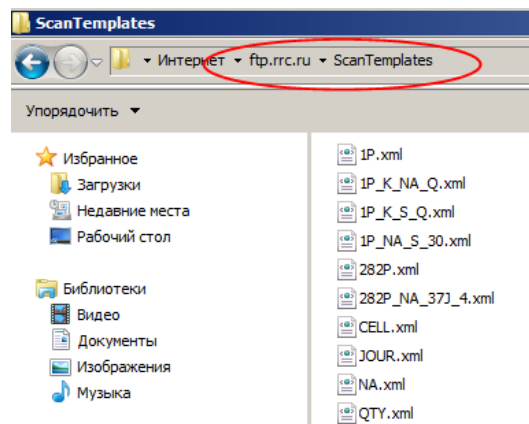 ScanTemplates
Интернет ftp.rrc.ru ScanTemplates
Упорядочить
Избранное
Загрузки
Недавние места
Рабочий стол
Библиотеки
Видео
Документы
Изображения
Музыка
1P.xml
1P_K_NA_Q.xml
1P_K_S_Q.xml
1P_NA_S_30.xml
282P.xml
282P_NA_37J_4.xml
CELL.xml
JOUR.xml
NA.xml
QTY.xml